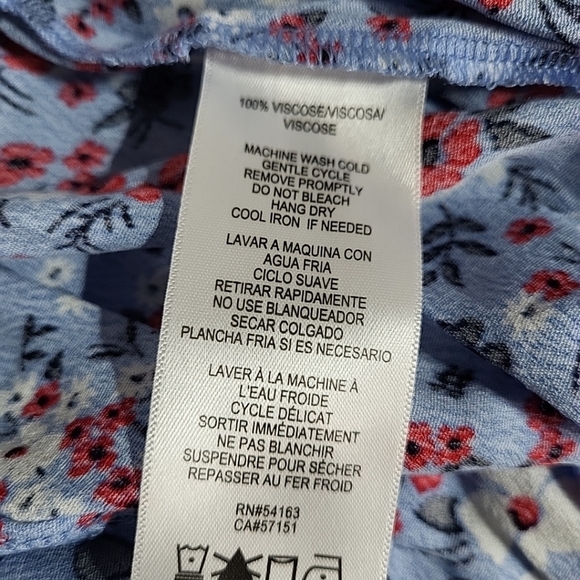 100% VISCOSE/VISCOSA/
VISCOSE
MACHINE WASH COLD
GENTLE CYCLE
REMOVE PROMPTLY
DO NOT BLEACH
HANG DRY
COOL IRON IF NEEDED
LAVAR A MAQUINA CON
AGUA FRIA
CICLO SUAVE
RETIRAR RAPIDAMENTE
NO USE BLANQUEADOR
SECAR COLGADO
PLANCHA FRIA SI ES NECESARIO
LAVER À LA MACHINE À
L'EAU FROIDE
CYCLE DÉLICAT
SORTIR IMMÉDIATEMENT
NE PAS BLANCHIR
SUSPENDRE POUR SÉCHER
REPASSER AU FER FROID
RN#54163
CA#57151